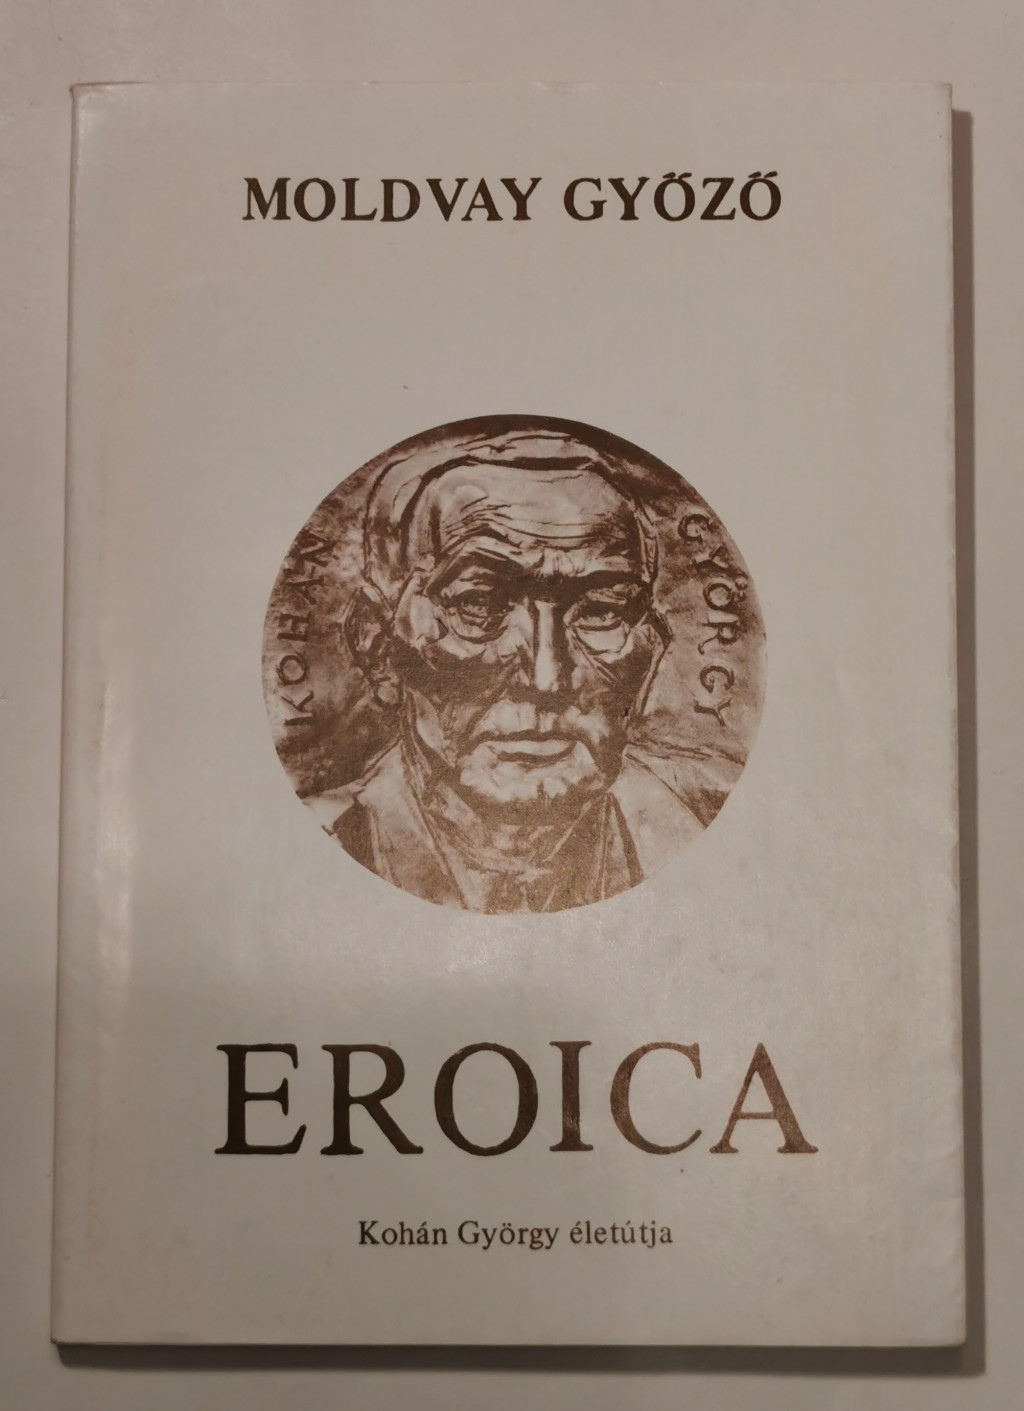 MOLDVAY GYŐZŐ
KOHÁN
GYÖRGY
EROICA
Kohán György életútja